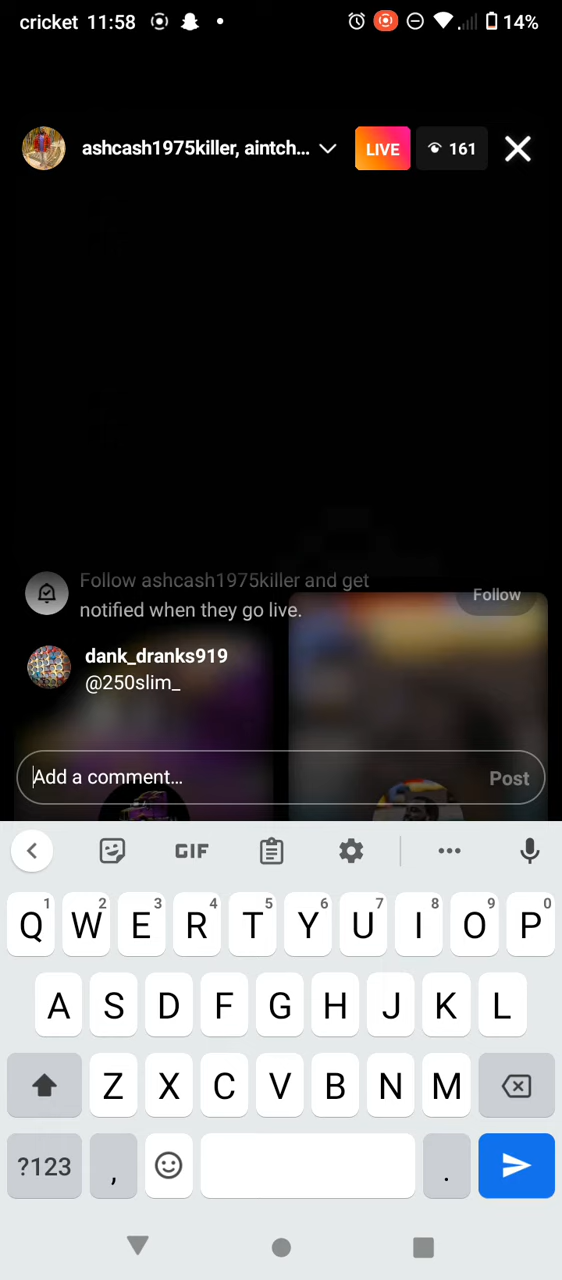 cricket 11:58 14%
ashcash1975killer, aintch... LIVE 161
Follow ashcash1975killer and get
notified when they go live.
Follow
dank_dranks919
@250slim_
Add a comment... Post
GIF
1 2 3 4 5 6 7 8 9 0
Q W E R T Y U I O P
A S D F G H J K L
Z X C V B N M
?123 , .